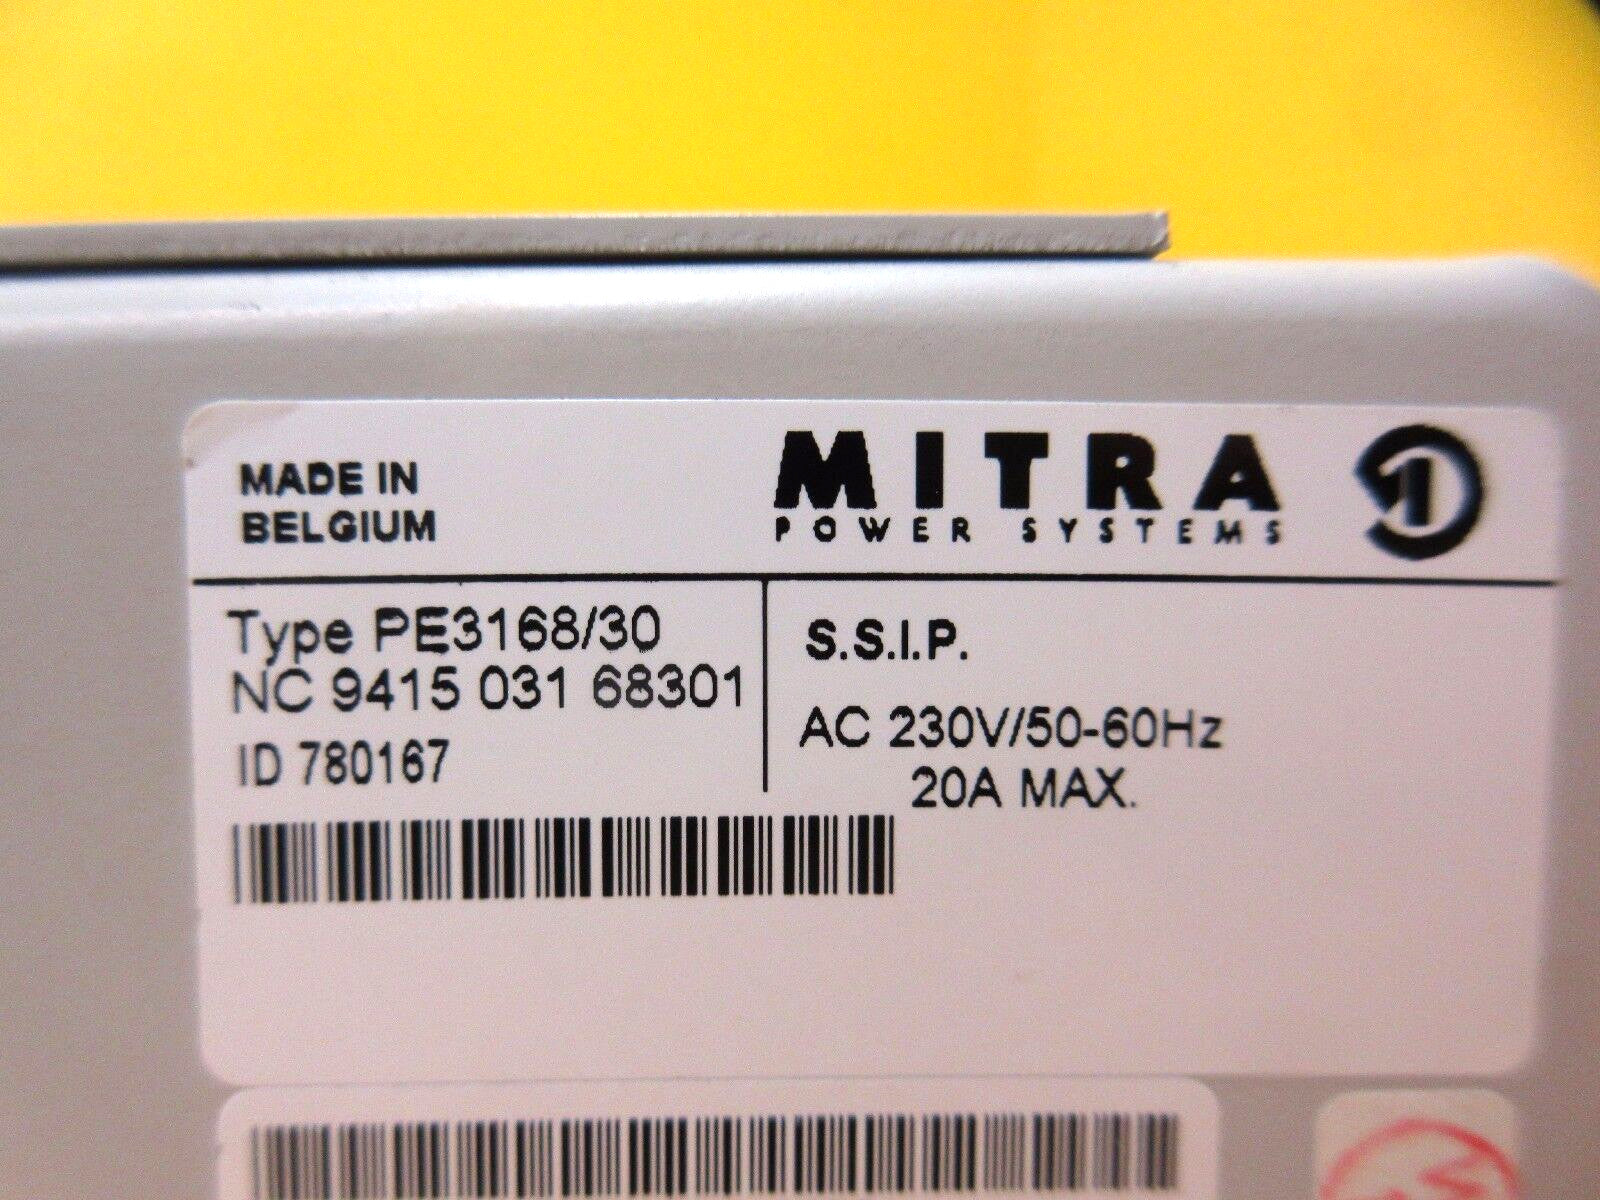 MADE IN
BELGIUM
MITRA
POWER SYSTEMS
Type PE3168/30
NC 9415 031 68301
ID 780167
S.S.I.P.
AC 230V/50-60Hz
20A MAX.